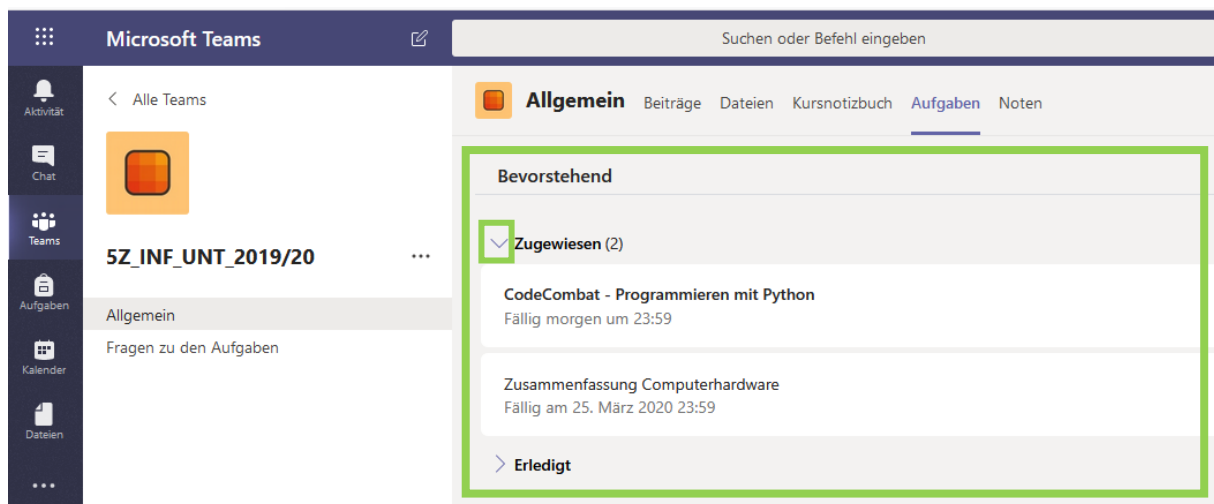 Microsoft Teams
Suchen oder Befehl eingeben
Aktivität
Chat
Teams
Aufgaben
Kalender
Dateien
Alle Teams
5Z_INF_UNT_2019/20
Allgemein
Fragen zu den Aufgaben
Allgemein Beiträge Dateien Kursnotizbuch Aufgaben Noten
Bevorstehend
Zugewiesen (2)
CodeCombat - Programmieren mit Python
Fällig morgen um 23:59
Zusammenfassung Computerhardware
Fällig am 25. März 2020 23:59
Erledigt